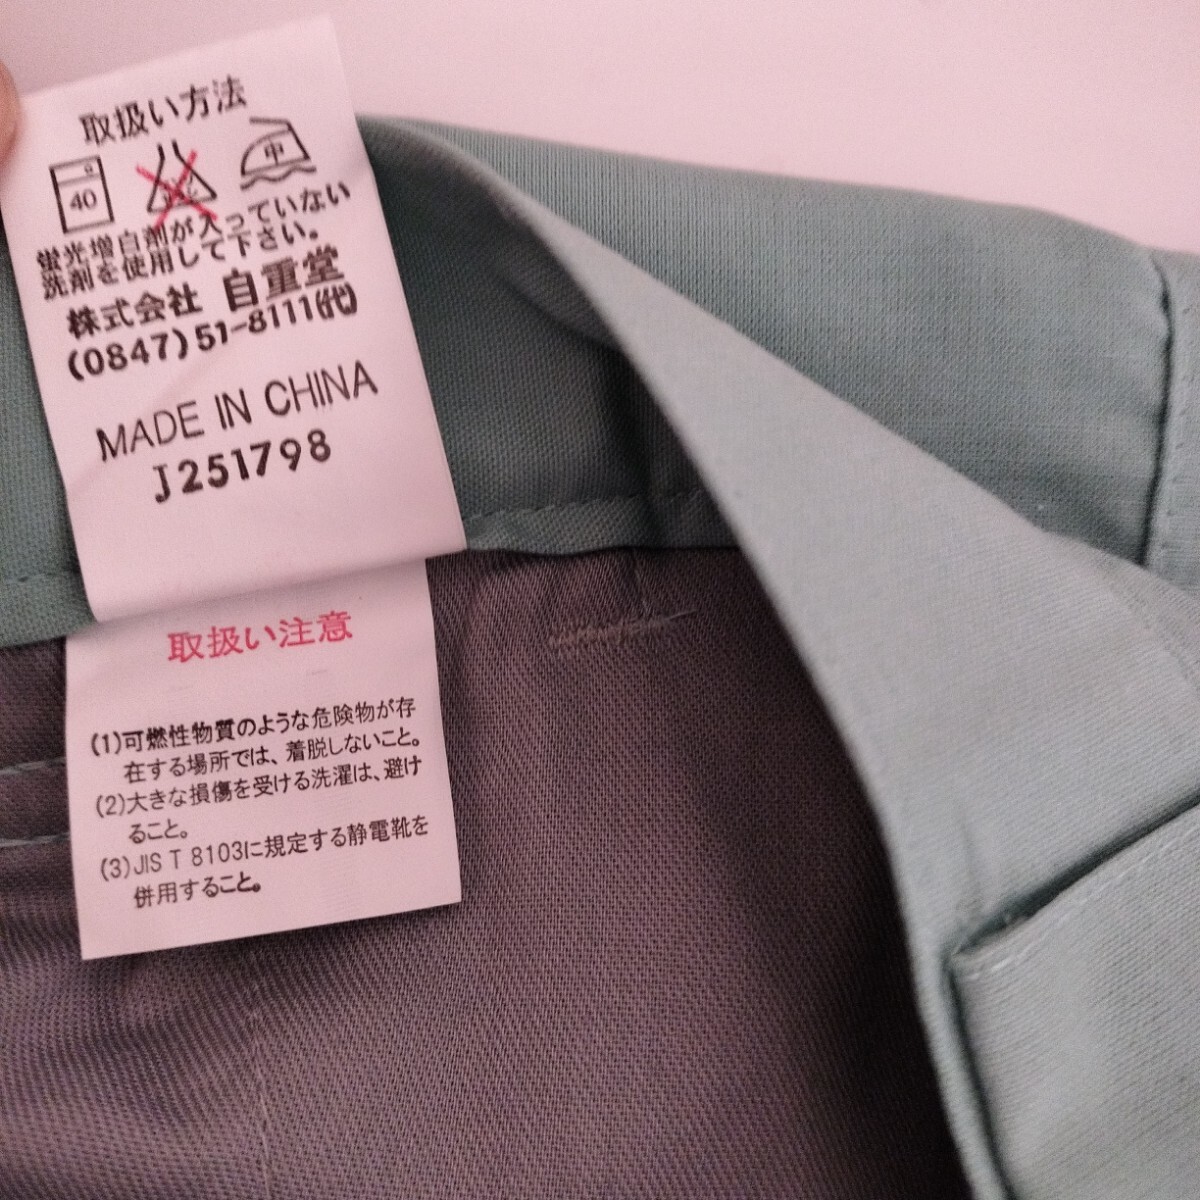 取扱い方法
40 中
蛍光増白剤が入っていない
洗剤を使用して下さい。
株式会社 自重堂
(0847)51-8111㈹
MADE IN CHINA
J251798
取扱い注意
(1)可燃性物質のような危険物が存
在する場所では、着脱しないこと。
(2)大きな損傷を受ける洗濯は、避け
ること。
(3)JIS T 8103に規定する静電靴を
併用すること。